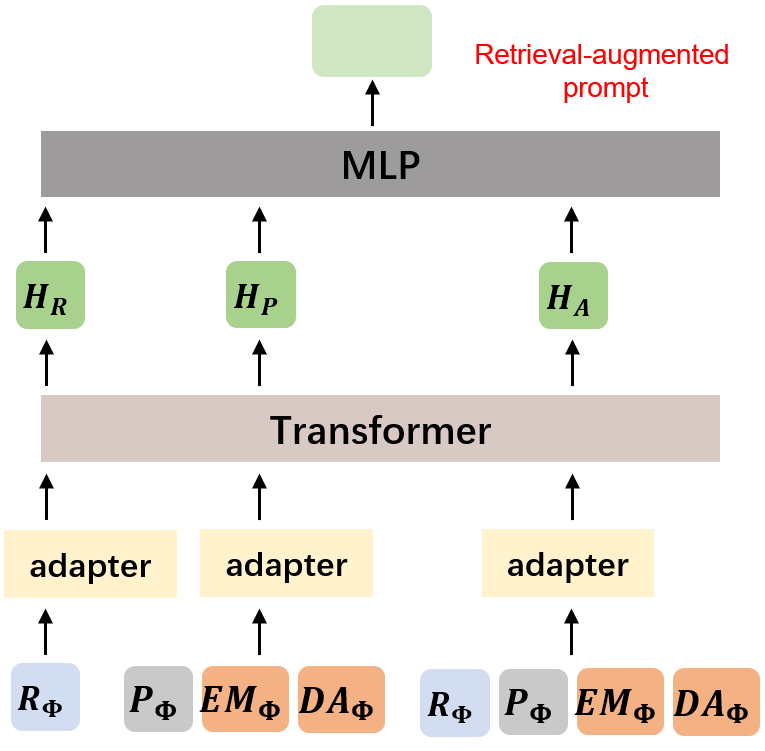 Retrieval-augmented
prompt
MLP
H_R H_P H_A
Transformer
adapter adapter adapter
R_Φ P_Φ EM_Φ DA_Φ R_Φ P_Φ EM_Φ DA_Φ